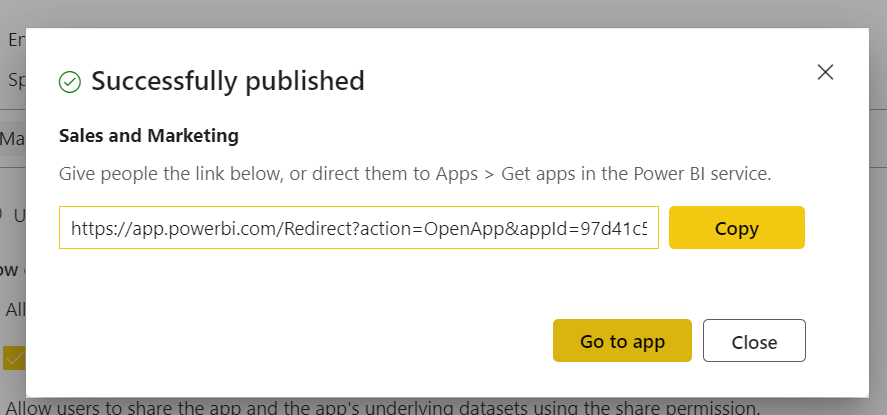 Successfully published
Sales and Marketing
Give people the link below, or direct them to Apps > Get apps in the Power BI service.
https://app.powerbi.com/Redirect?action=OpenApp&appId=97d41c5
Copy
Go to app
Close
Allow users to share the app and the app's underlying datasets using the share permission.